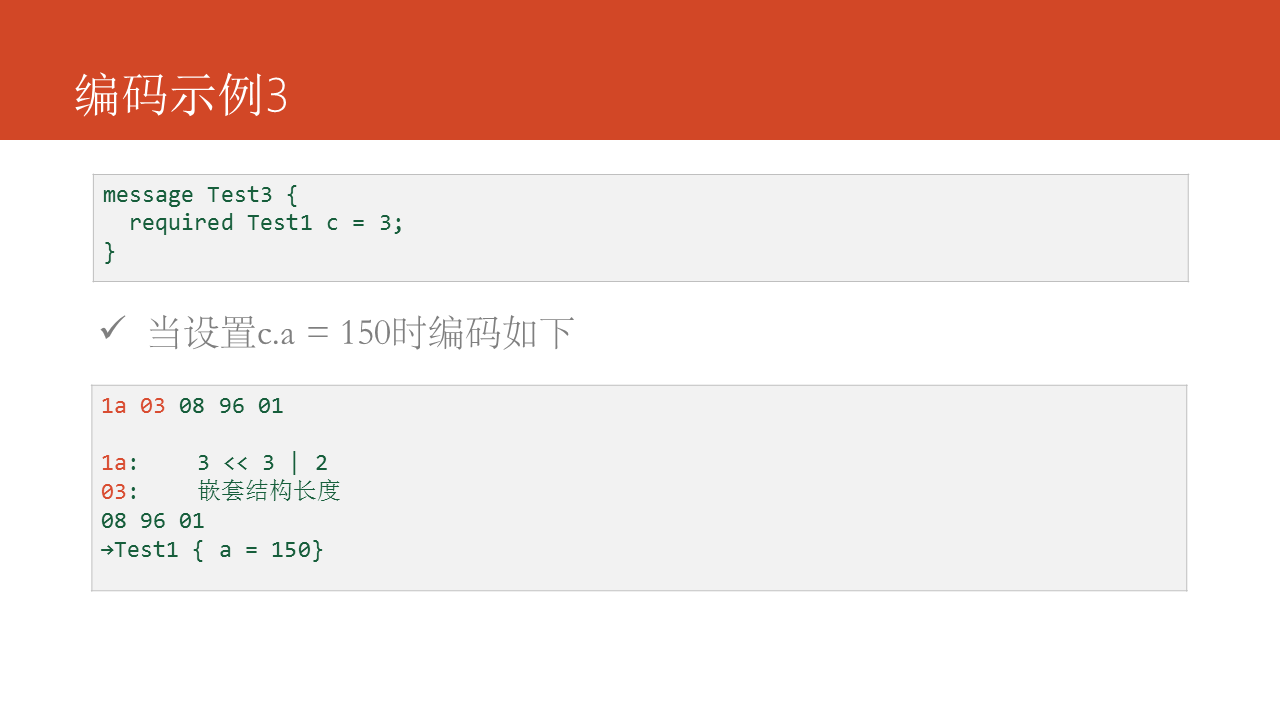 编码示例3
message Test3 {
  required Test1 c = 3;
}
✓ 当设置c.a = 150时编码如下
1a 03 08 96 01
1a: 3 << 3 | 2
03: 嵌套结构长度
08 96 01
→Test1 { a = 150}